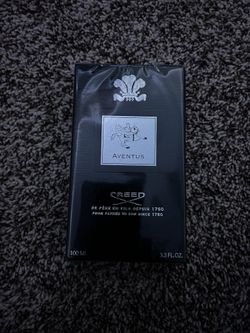 AVENTUS
CREED
DE PÈRE EN FILS DEPUIS 1760
FROM FATHER TO SON SINCE 1760
100 ML
3.3 FL.OZ.